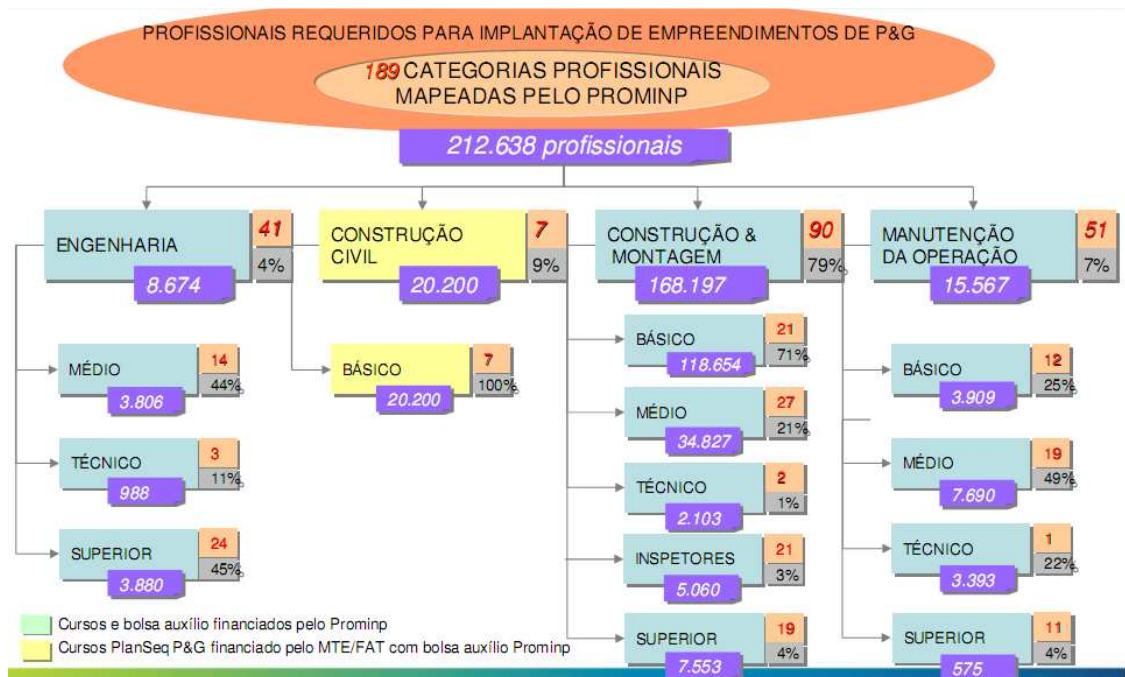 PROFISSIONAIS REQUERIDOS PARA IMPLANTAÇÃO DE EMPREENDIMENTOS DE P&G
189 CATEGORIAS PROFISSIONAIS
MAPEADAS PELO PROMINP
212.638 profissionais
ENGENHARIA
41
4%
8.674
MÉDIO
14
44%
3.806
TÉCNICO
3
11%
988
SUPERIOR
24
45%
3.880
CONSTRUÇÃO
CIVIL
7
9%
20.200
BÁSICO
7
100%
20.200
CONSTRUÇÃO &
MONTAGEM
90
79%
168.197
BÁSICO
21
71%
118.654
MÉDIO
27
21%
34.827
TÉCNICO
2
1%
2.103
INSPETORES
21
3%
5.060
SUPERIOR
19
4%
7.553
MANUTENÇÃO
DA OPERAÇÃO
51
7%
15.567
BÁSICO
12
25%
3.909
MÉDIO
19
49%
7.690
TÉCNICO
1
22%
3.393
SUPERIOR
11
4%
575
Cursos e bolsa auxílio financiados pelo Prominp
Cursos PlanSeq P&G financiado pelo MTE/FAT com bolsa auxílio Prominp